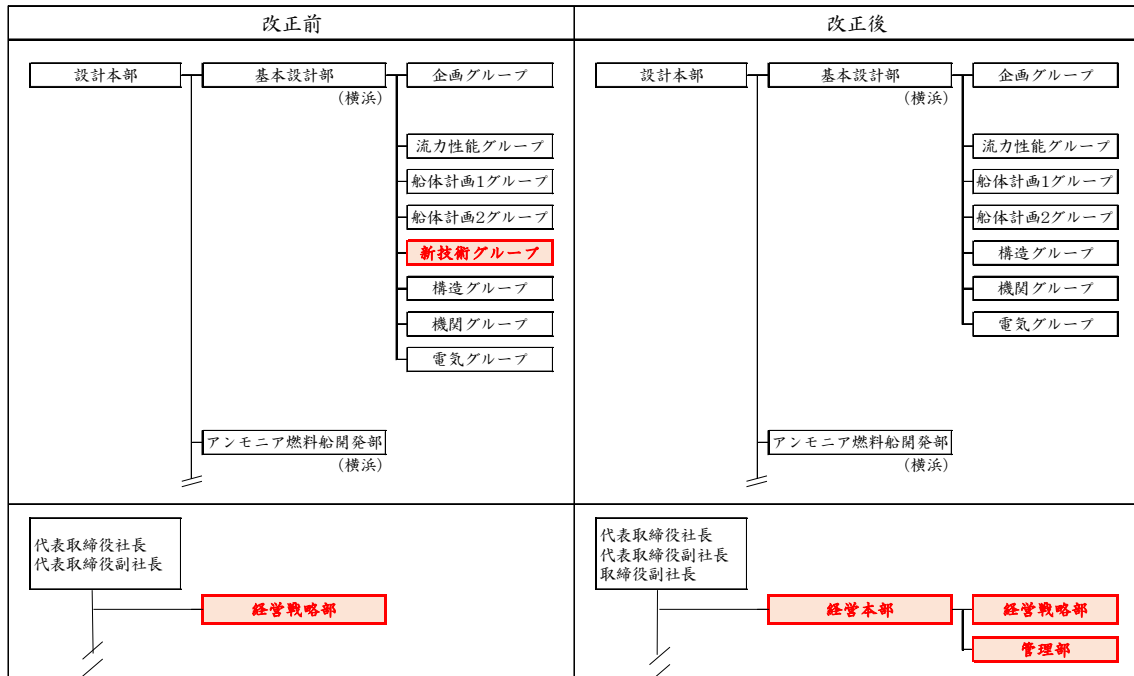 改正前
設計本部
基本設計部
(横浜)
企画グループ
流力性能グループ
船体計画1グループ
船体計画2グループ
新技術グループ
構造グループ
機関グループ
電気グループ
アンモニア燃料船開発部
(横浜)
改正後
設計本部
基本設計部
(横浜)
企画グループ
流力性能グループ
船体計画1グループ
船体計画2グループ
構造グループ
機関グループ
電気グループ
アンモニア燃料船開発部
(横浜)
代表取締役社長
代表取締役副社長
経営戦略部
代表取締役社長
代表取締役副社長
取締役副社長
経営本部
経営戦略部
管理部